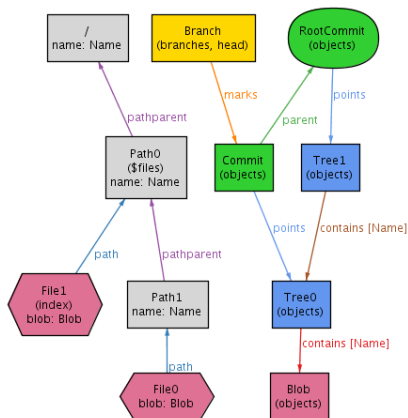 /
name: Name
Branch
(branches, head)
RootCommit
(objects)
marks
points
pathparent
parent
Path0
($files)
name: Name
Commit
(objects)
Tree1
(objects)
path
pathparent
points
contains [Name]
File1
(index)
blob: Blob
Path1
name: Name
Tree0
(objects)
contains [Name]
path
File0
blob: Blob
Blob
(objects)